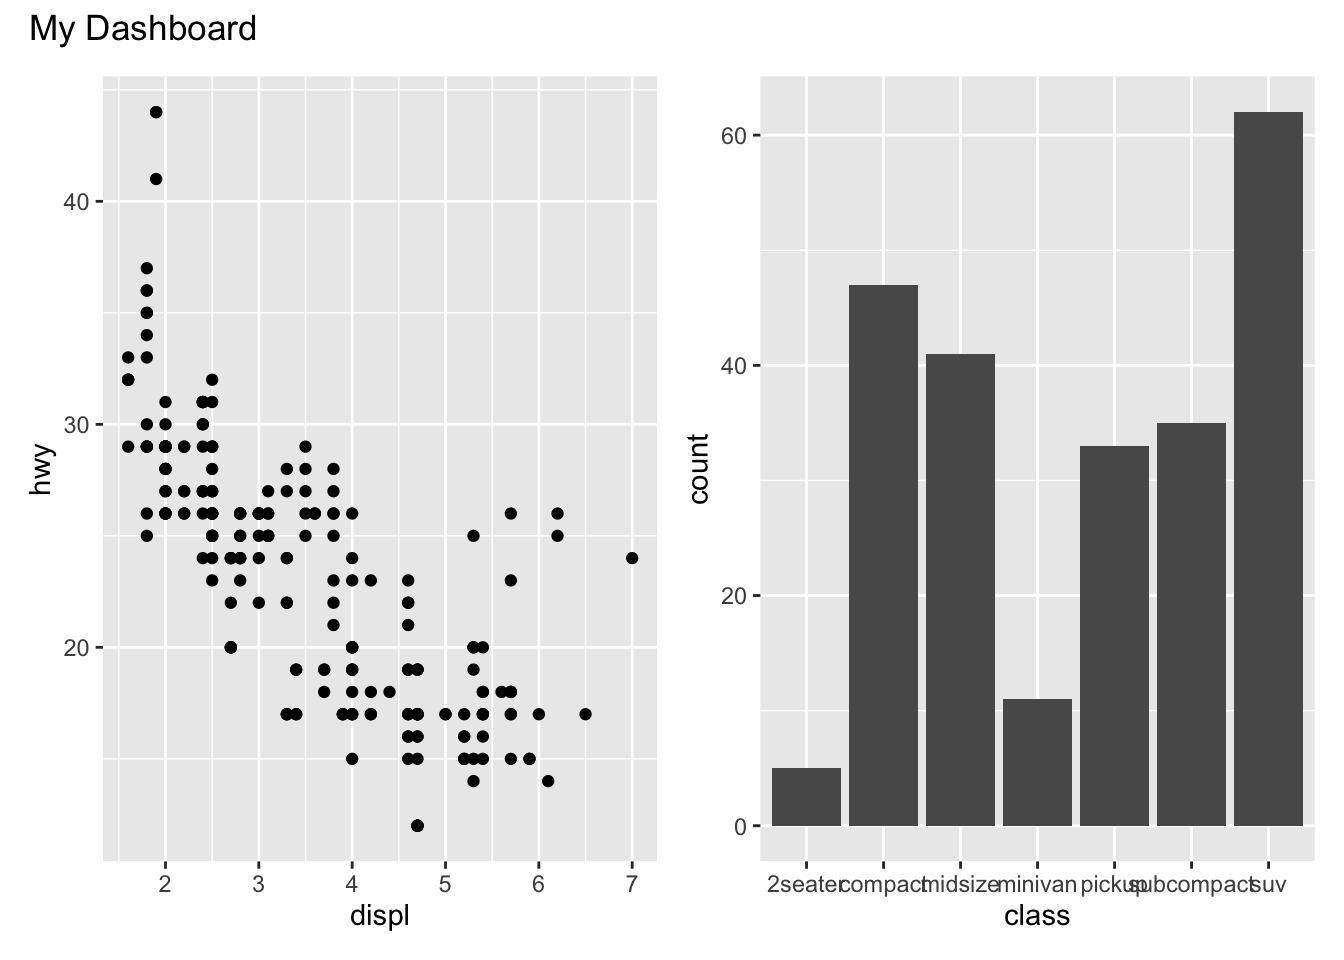 My Dashboard
hwy
40
30
20
2 3 4 5 6 7
displ
count
60
40
20
0
2seater compact midsize minivan pickup subcompact suv
class